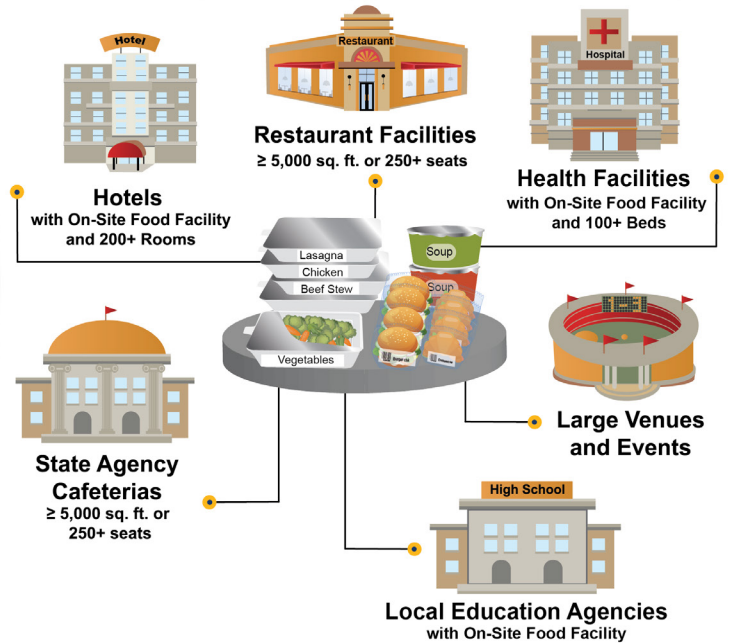 Hotel
Restaurant
Hospital
Restaurant Facilities
≥ 5,000 sq. ft. or 250+ seats
Hotels
with On-Site Food Facility
and 200+ Rooms
Health Facilities
with On-Site Food Facility
and 100+ Beds
Lasagna
Chicken
Beef Stew
Vegetables
Soup
Soup
State Agency
Cafeterias
≥ 5,000 sq. ft. or
250+ seats
1-3
Large Venues
and Events
High School
Local Education Agencies
with On-Site Food Facility